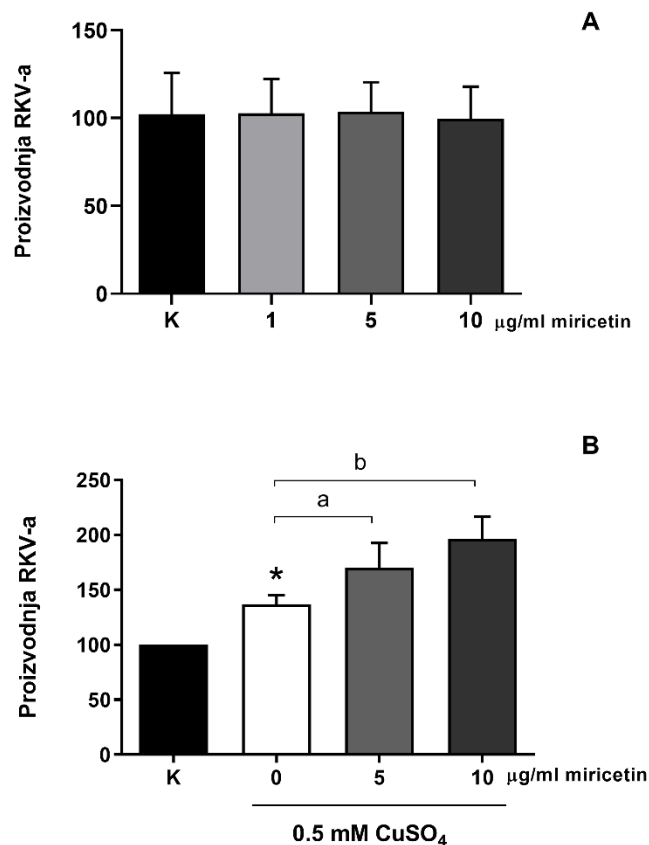 A
Proizvodnja RKV-a
150
100
50
0
K 1 5 10 µg/ml miricetin
B
Proizvodnja RKV-a
250
200
150
100
50
0
b
a
*
K 0 5 10 µg/ml miricetin
0.5 mM CuSO₄